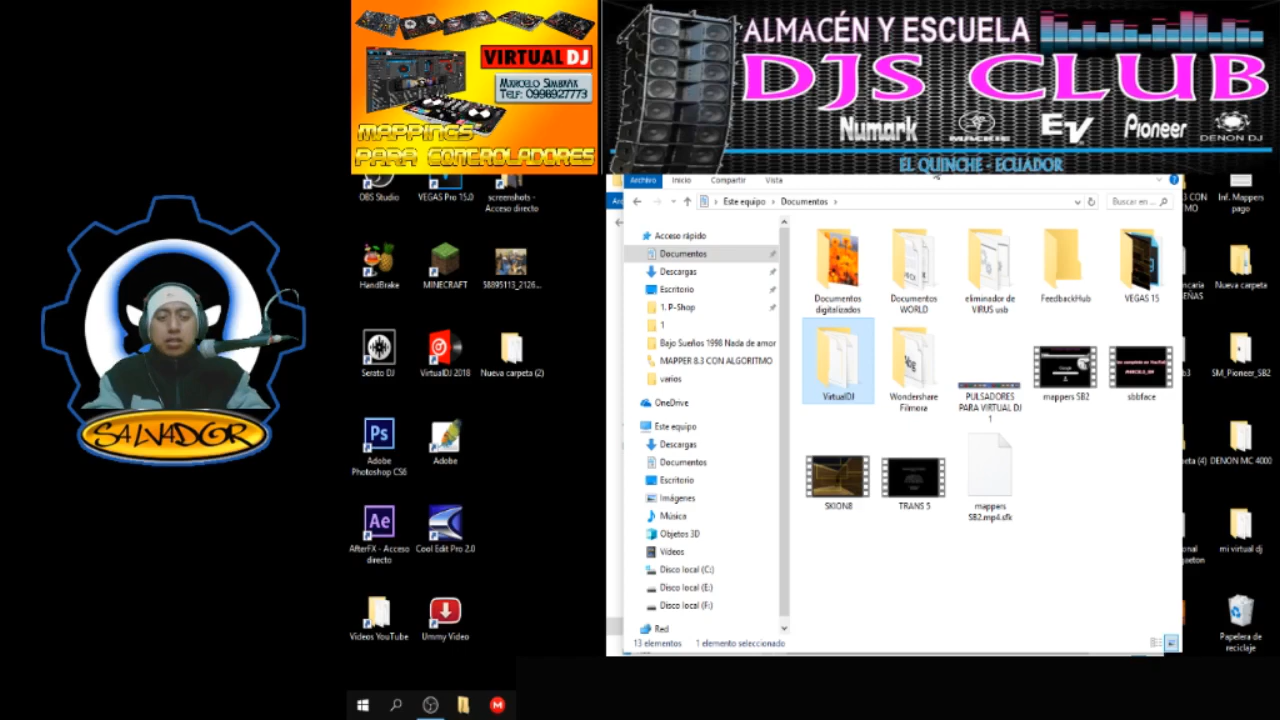 VIRTUAL DJ
MARCELO SIMBAÑA
TELF: 0998927773
MAPPINGS
PARA CONTROLADORES
ALMACÉN Y ESCUELA
DJS CLUB
Numark
MACKIE
EV
Pioneer
DENON DJ
EL QUINCHE - ECUADOR
SALVADOR
OBS Studio
VEGAS Pro 15.0
screenshots -
Acceso directo
HandBrake
MINECRAFT
58895113_2126...
Serato DJ
VirtualDJ 2018
Nueva carpeta (2)
Ps
Adobe
Photoshop CS6
Adobe
Ae
AfterFX - Acceso
directo
Cool Edit Pro 2.0
Videos YouTube
Ummy Video
Archivo
Inicio
Compartir
Vista
Este equipo
Documentos
Buscar en ...
Acceso rápido
Documentos
Descargas
Escritorio
1. P-Shop
1
Bajo Sueños 1998 Nada de amor
MAPPER 8.3 CON ALGORITMO
varios
OneDrive
Este equipo
Descargas
Documentos
Escritorio
Imágenes
Música
Objetos 3D
Vídeos
Disco local (C:)
Disco local (E:)
Disco local (F:)
Red
13 elementos
1 elemento seleccionado
Documentos
digitalizados
Documentos
WORLD
eliminador de
VIRUS usb
FeedbackHub
VEGAS 15
VirtualDJ
Wondershare
Filmora
PULSADORES
PARA VIRTUAL DJ
1
mappers SB2
sbbface
SKION8
TRANS 5
mappers
SB2.mp4.sfk
Inf. Mappers
pago
Nueva carpeta
SM_Pioneer_SB2
DENON MC 4000
mi virtual dj
Papelera de
reciclaje